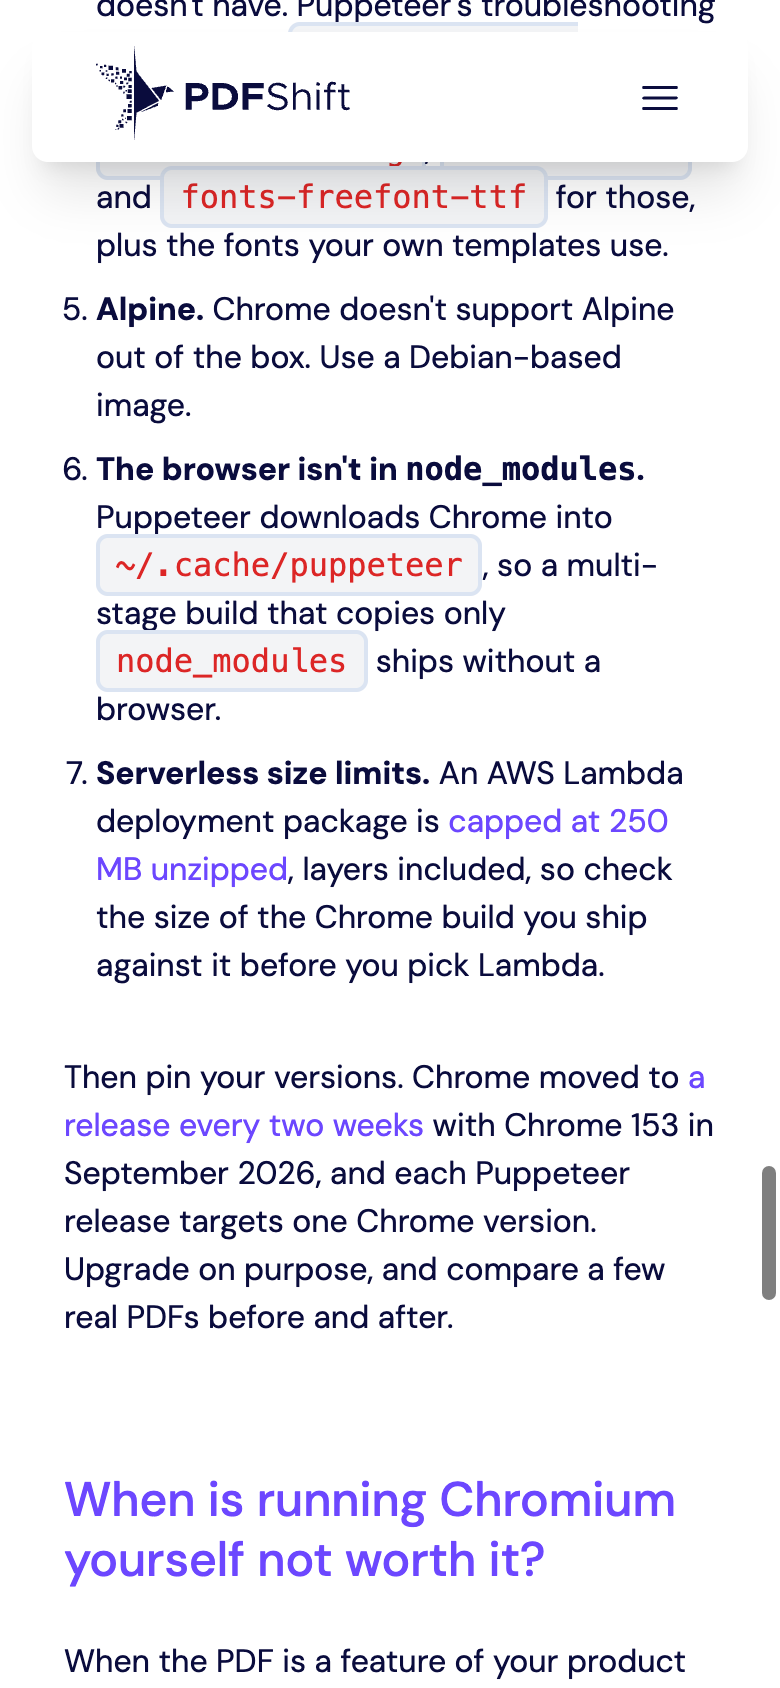 doesn't have. Puppeteer's troubleshooting
PDFShift
and fonts-freefont-ttf for those,
plus the fonts your own templates use.
5. Alpine. Chrome doesn't support Alpine
out of the box. Use a Debian-based
image.
6. The browser isn't in node_modules.
Puppeteer downloads Chrome into
~/.cache/puppeteer, so a multi-
stage build that copies only
node_modules ships without a
browser.
7. Serverless size limits. An AWS Lambda
deployment package is capped at 250
MB unzipped, layers included, so check
the size of the Chrome build you ship
against it before you pick Lambda.
Then pin your versions. Chrome moved to a
release every two weeks with Chrome 153 in
September 2026, and each Puppeteer
release targets one Chrome version.
Upgrade on purpose, and compare a few
real PDFs before and after.
When is running Chromium
yourself not worth it?
When the PDF is a feature of your product